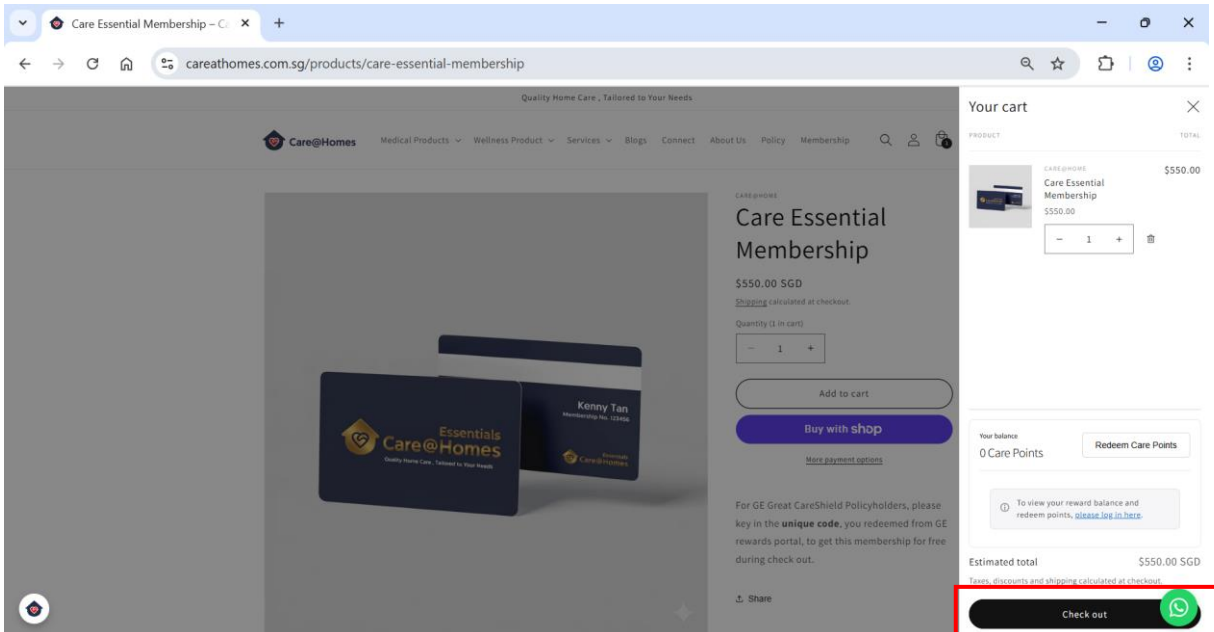 Care Essential Membership – Ca
careathomes.com.sg/products/care-essential-membership
Quality Home Care , Tailored to Your Needs
Care@Homes
Medical Products
Wellness Product
Services
Blogs
Connect
About Us
Policy
Membership
Essentials
Care@Homes
Quality Home Care, Tailored to Your Needs
Kenny Tan
Membership No. 123456
Essentials
Care@Homes
CARE@HOME
Care Essential
Membership
$550.00 SGD
Shipping calculated at checkout.
Quantity (1 in cart)
− 1 +
Add to cart
Buy with shop
More payment options
For GE Great CareShield Policyholders, please
key in the unique code, you redeemed from GE
rewards portal, to get this membership for free
during check out.
Share
Your cart
PRODUCT
TOTAL
CARE@HOME
Care Essential
Membership
$550.00
$550.00
− 1 +
Your balance
0 Care Points
Redeem Care Points
To view your reward balance and
redeem points, please log in here.
Estimated total
$550.00 SGD
Taxes, discounts and shipping calculated at checkout.
Check out